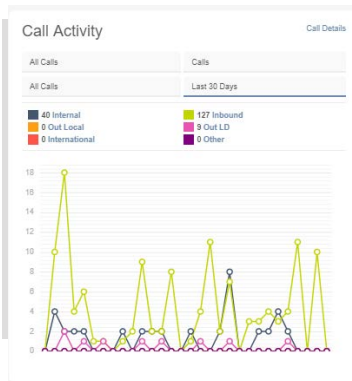 Call Activity
Call Details
All Calls
Calls
All Calls
Last 30 Days
40 Internal
127 Inbound
0 Out Local
9 Out LD
0 International
0 Other
18
16
14
12
10
8
6
4
2
0